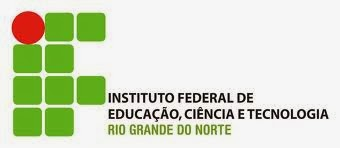 INSTITUTO FEDERAL DE
EDUCAÇÃO, CIÊNCIA E TECNOLOGIA
RIO GRANDE DO NORTE